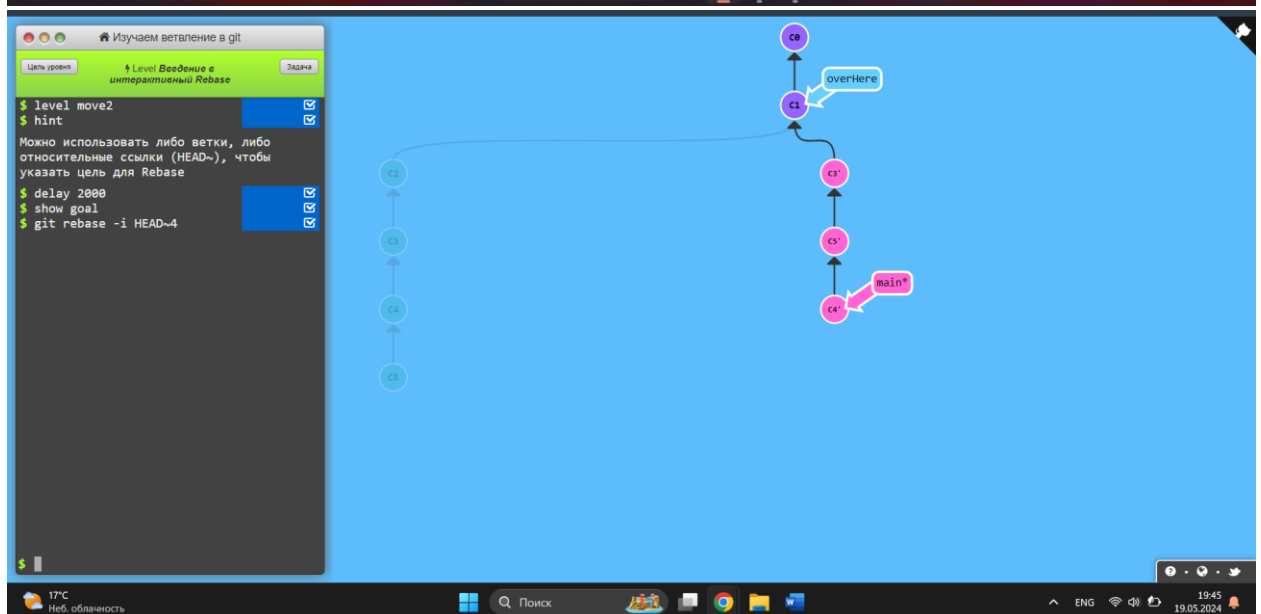 Изучаем ветвление в git
Цель уровня
Level Введение в
интерактивный Rebase
Задача
$ level move2
$ hint
Можно использовать либо ветки, либо
относительные ссылки (HEAD~), чтобы
указать цель для Rebase
$ delay 2000
$ show goal
$ git rebase -i HEAD~4
$
C0
overHere
C1
C2
C3'
C3
C5'
main*
C4
C4'
C5
17°C
Неб. облачность
Поиск
ENG
19:45
19.05.2024